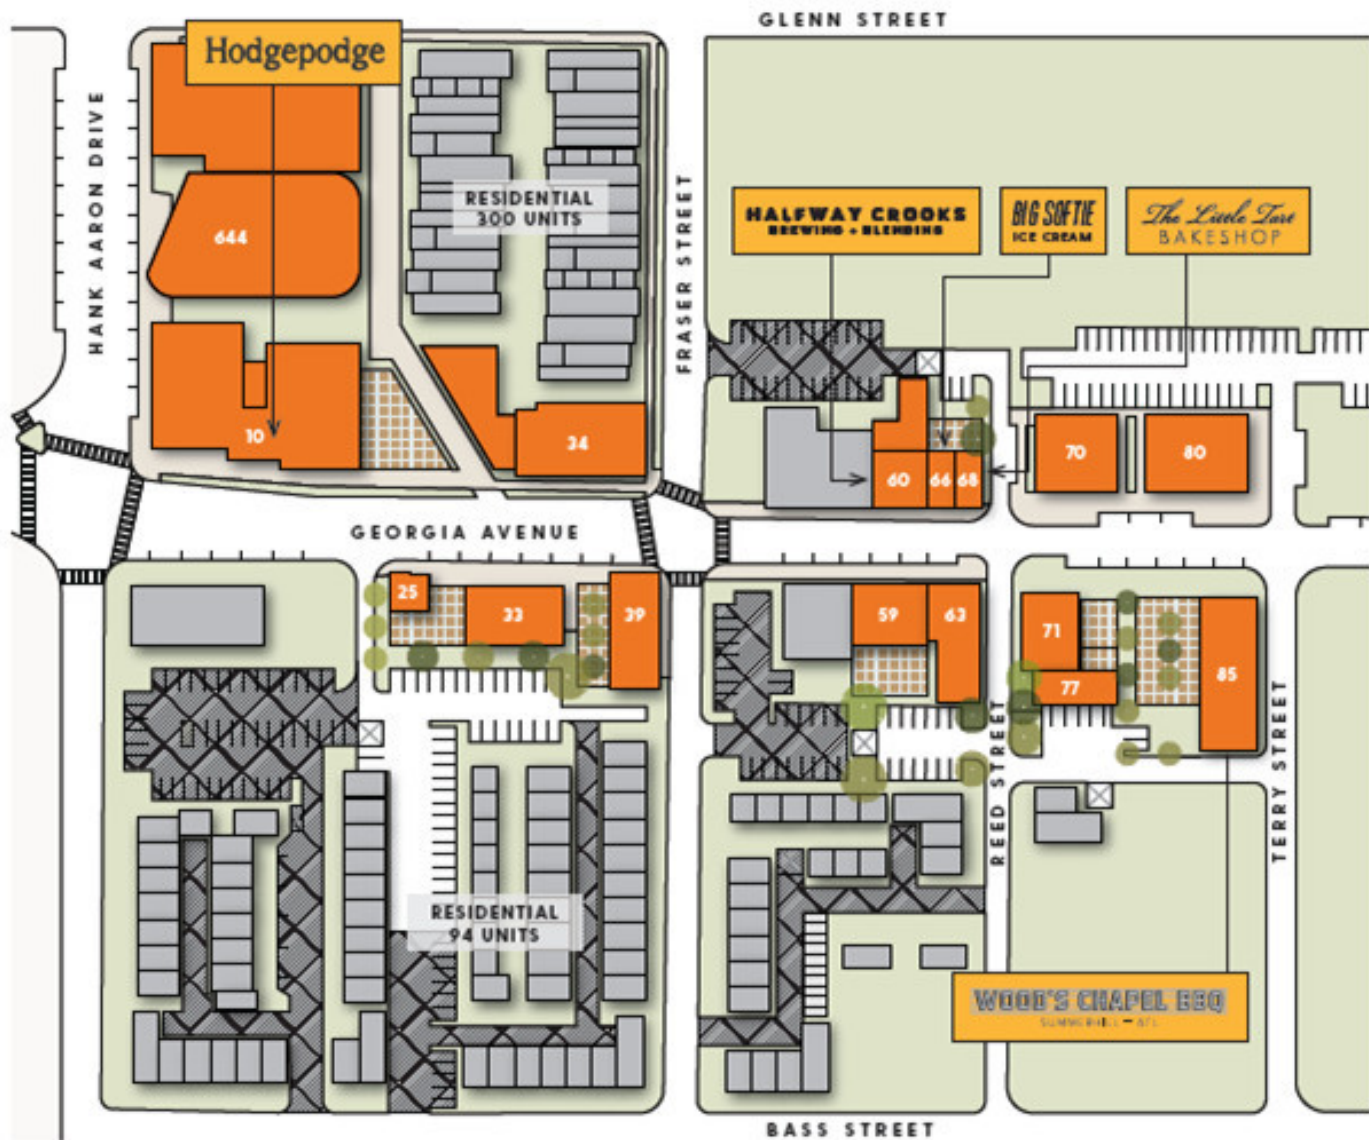 GLENN STREET
Hodgepodge
HANK AARON DRIVE
RESIDENTIAL
300 UNITS
FRASER STREET
HALFWAY CROOKS
BREWING + BLENDING
BIG SOFTIE
ICE CREAM
The Little Tart
BAKESHOP
644
10
34
60
66
68
70
80
GEORGIA AVENUE
25
33
39
59
63
71
77
85
REED STREET
TERRY STREET
RESIDENTIAL
94 UNITS
WOOD'S CHAPEL BBQ
SUMMERHILL — ATL
BASS STREET